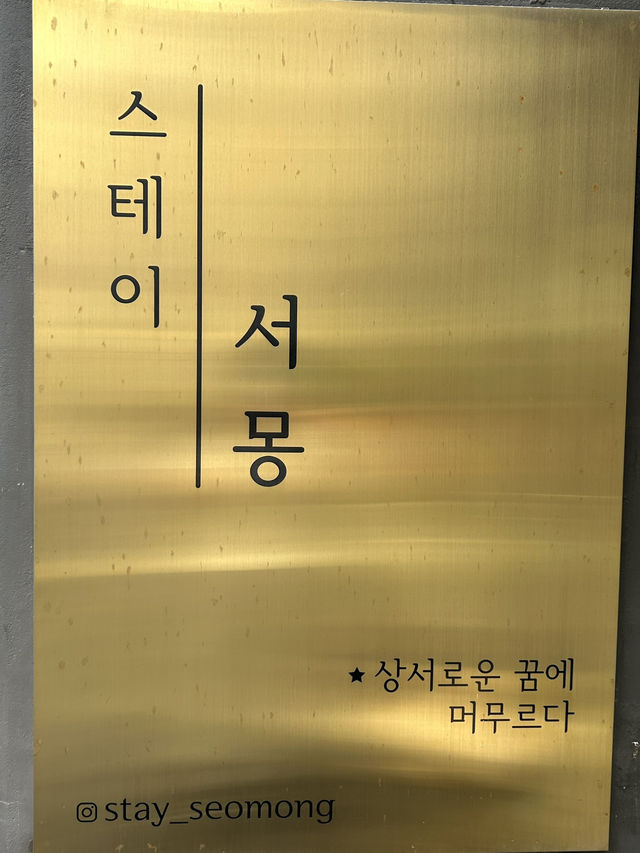 스테이
서몽
★상서로운 꿈에
머무르다
stay_seomong